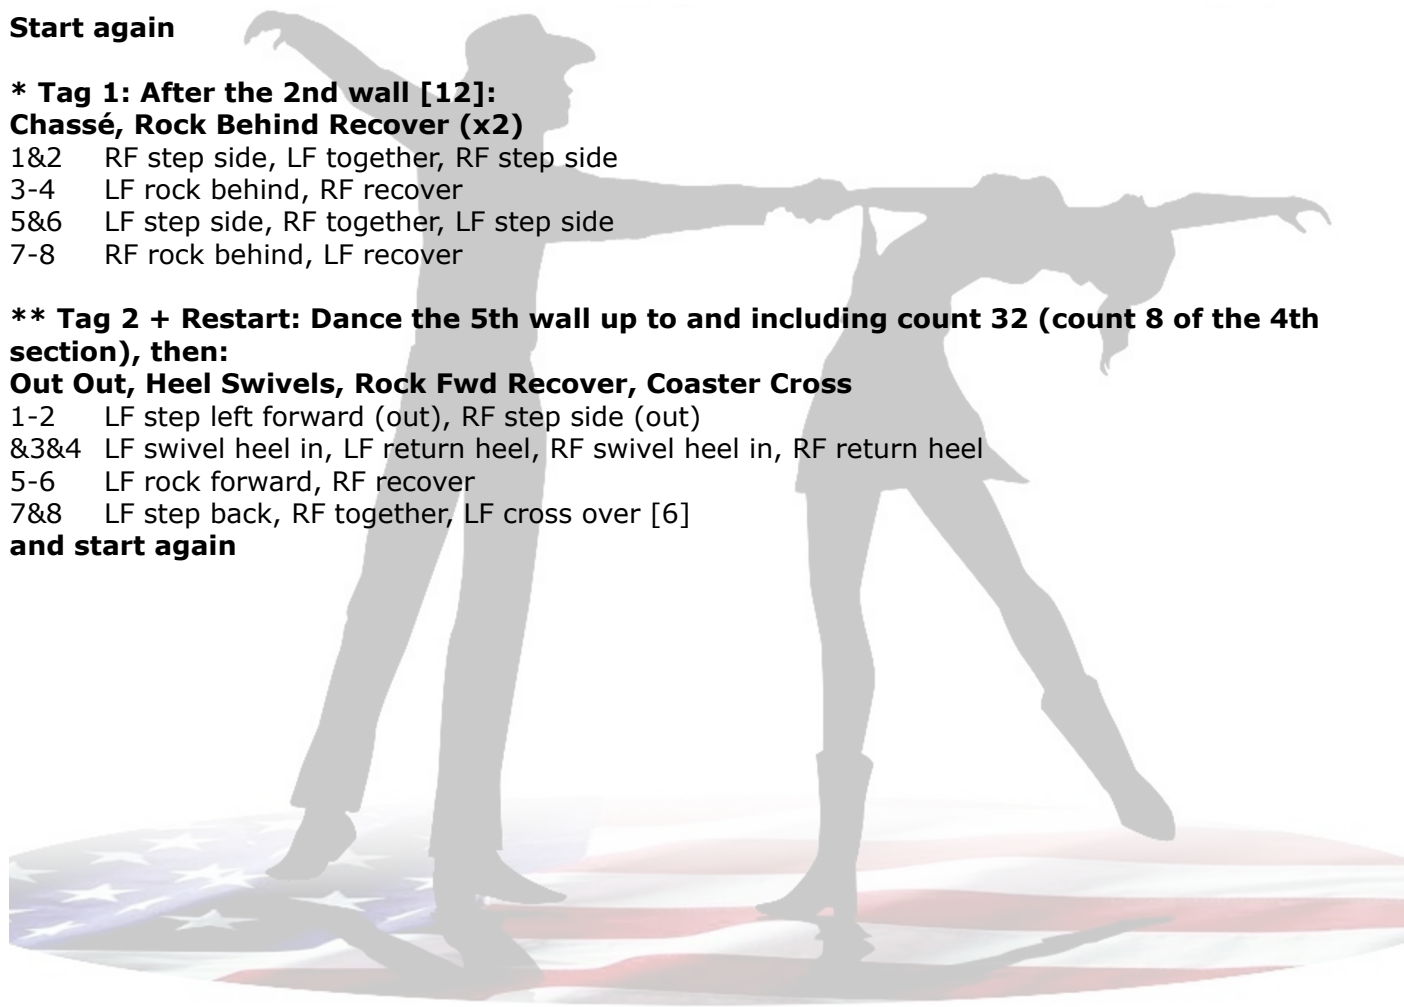 Start again
* Tag 1: After the 2nd wall [12]:
Chassé, Rock Behind Recover (x2)
1&2 RF step side, LF together, RF step side
3-4 LF rock behind, RF recover
5&6 LF step side, RF together, LF step side
7-8 RF rock behind, LF recover
** Tag 2 + Restart: Dance the 5th wall up to and including count 32 (count 8 of the 4th
section), then:
Out Out, Heel Swivels, Rock Fwd Recover, Coaster Cross
1-2 LF step left forward (out), RF step side (out)
&3&4 LF swivel heel in, LF return heel, RF swivel heel in, RF return heel
5-6 LF rock forward, RF recover
7&8 LF step back, RF together, LF cross over [6]
and start again